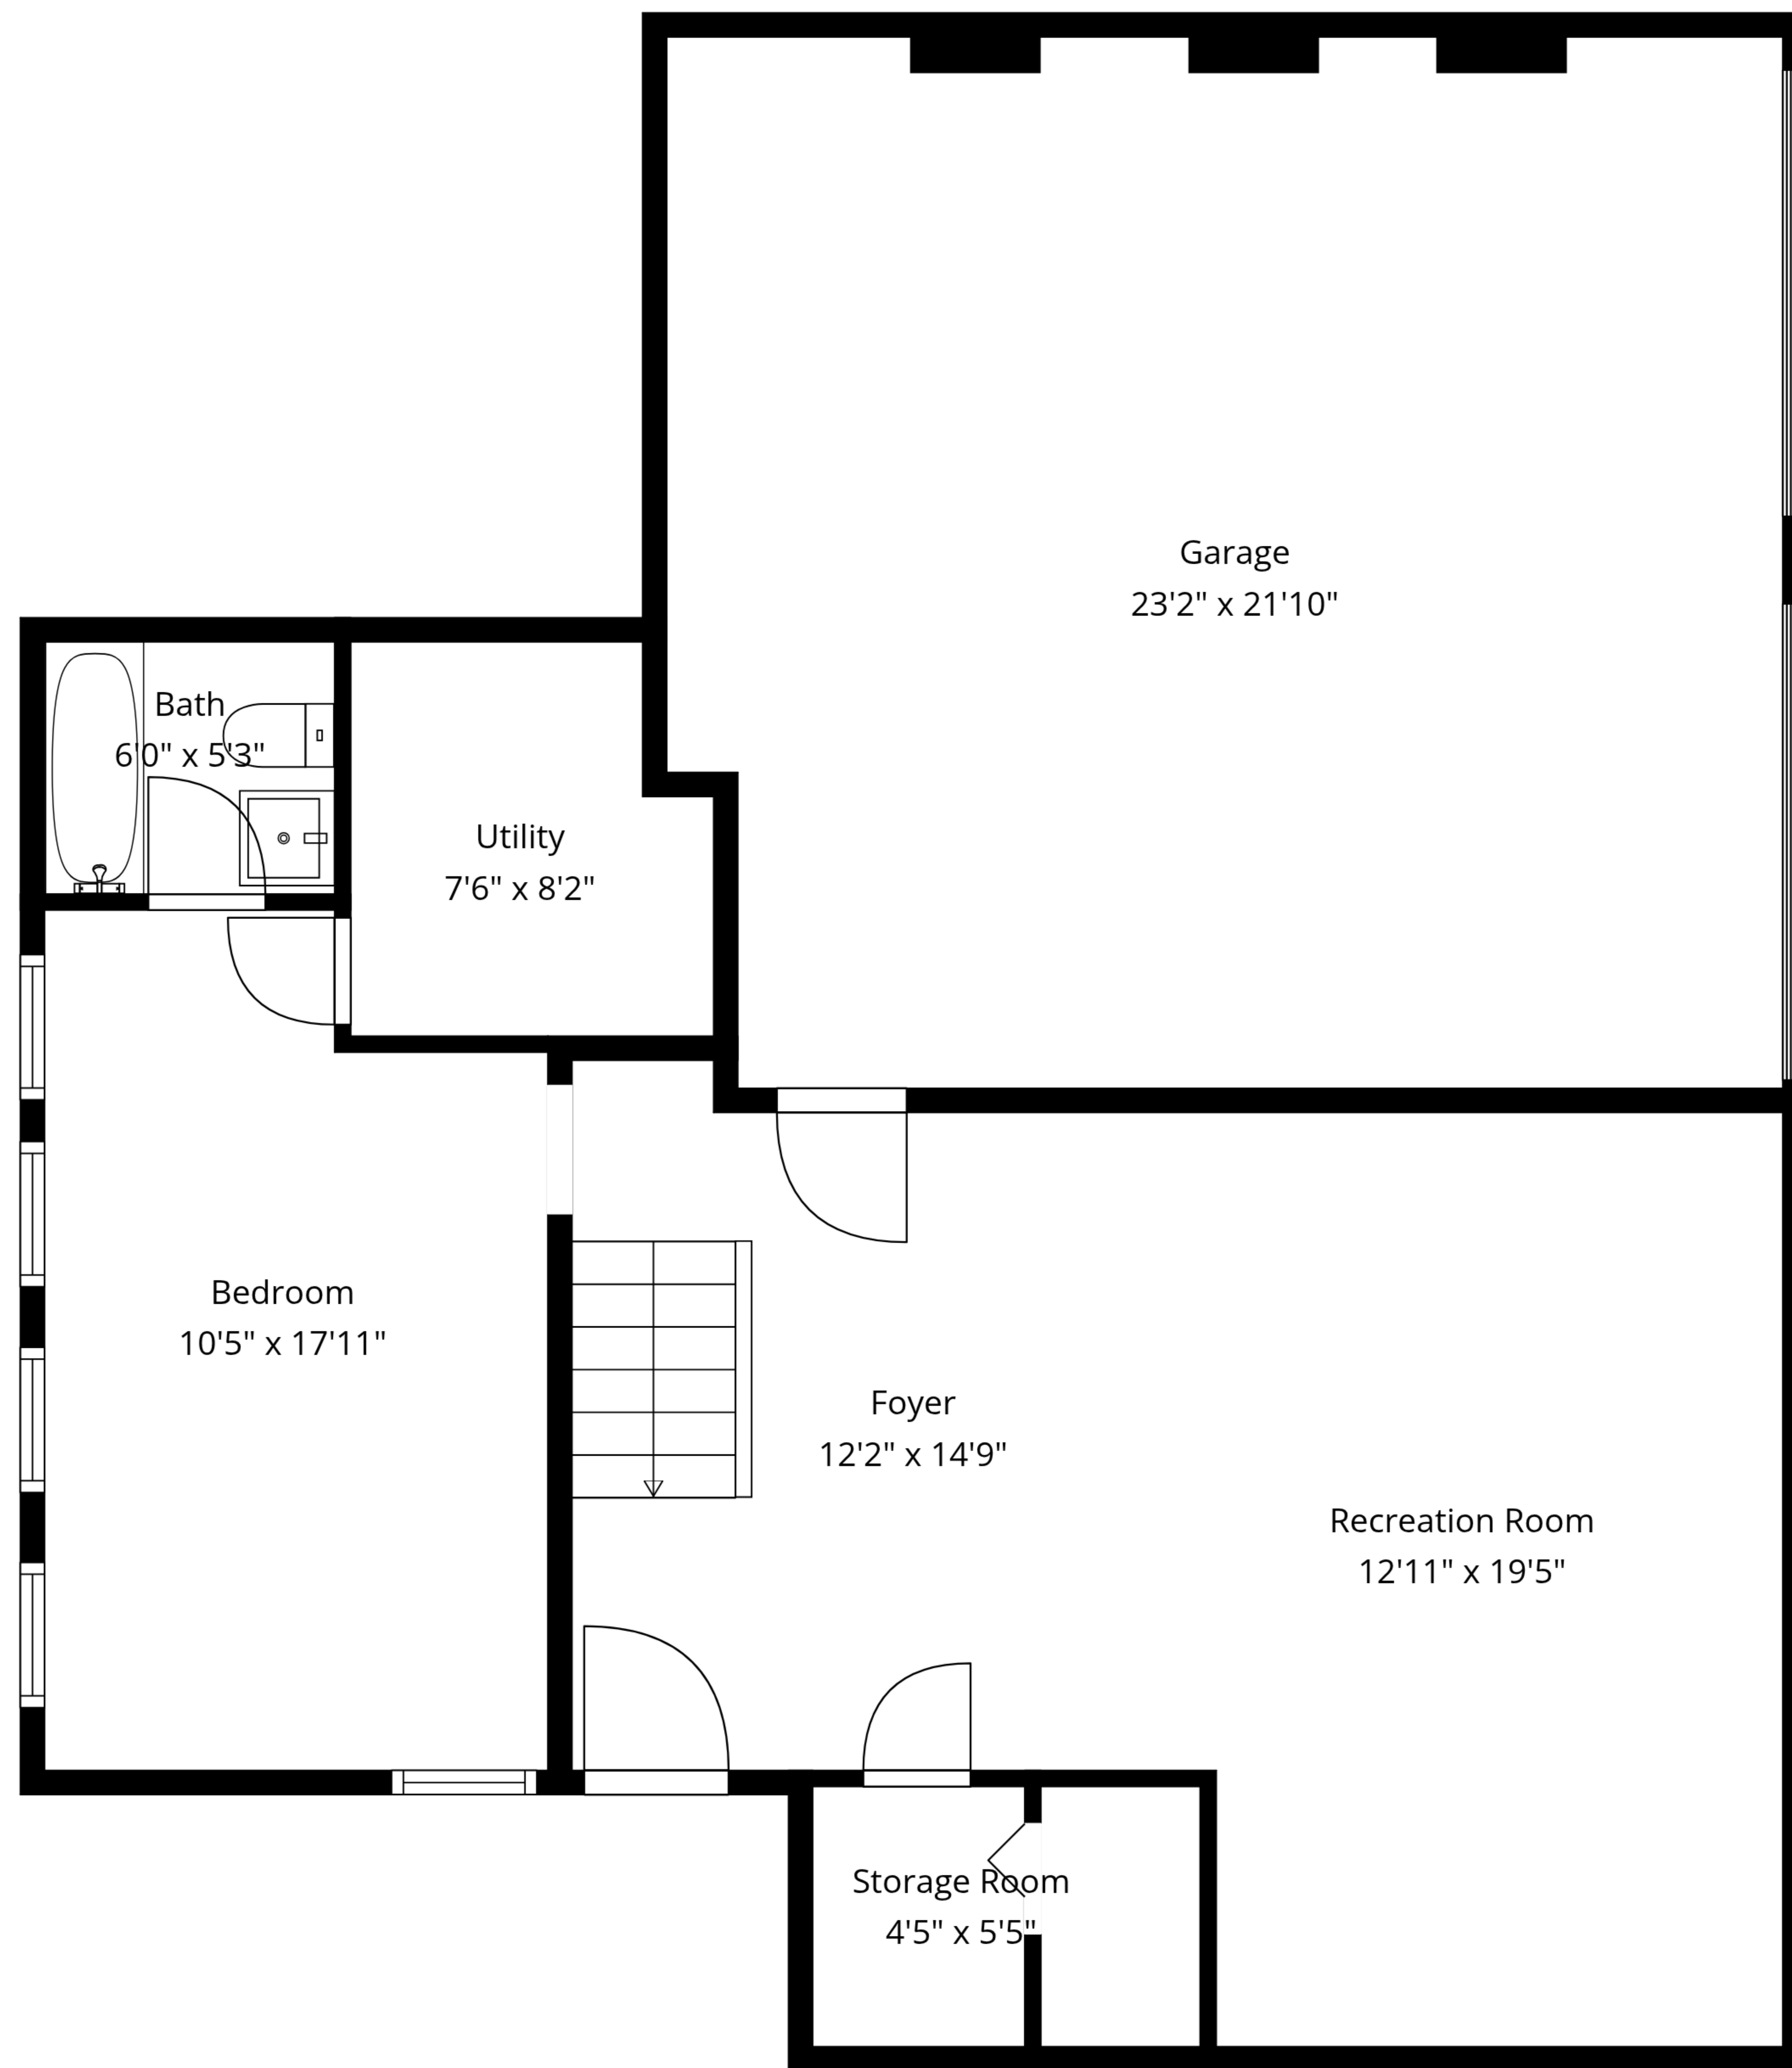 Garage
23'2" x 21'10"
Bath
6'0" x 5'3"
Utility
7'6" x 8'2"
Bedroom
10'5" x 17'11"
Foyer
12'2" x 14'9"
Recreation Room
12'11" x 19'5"
Storage Room
4'5" x 5'5"